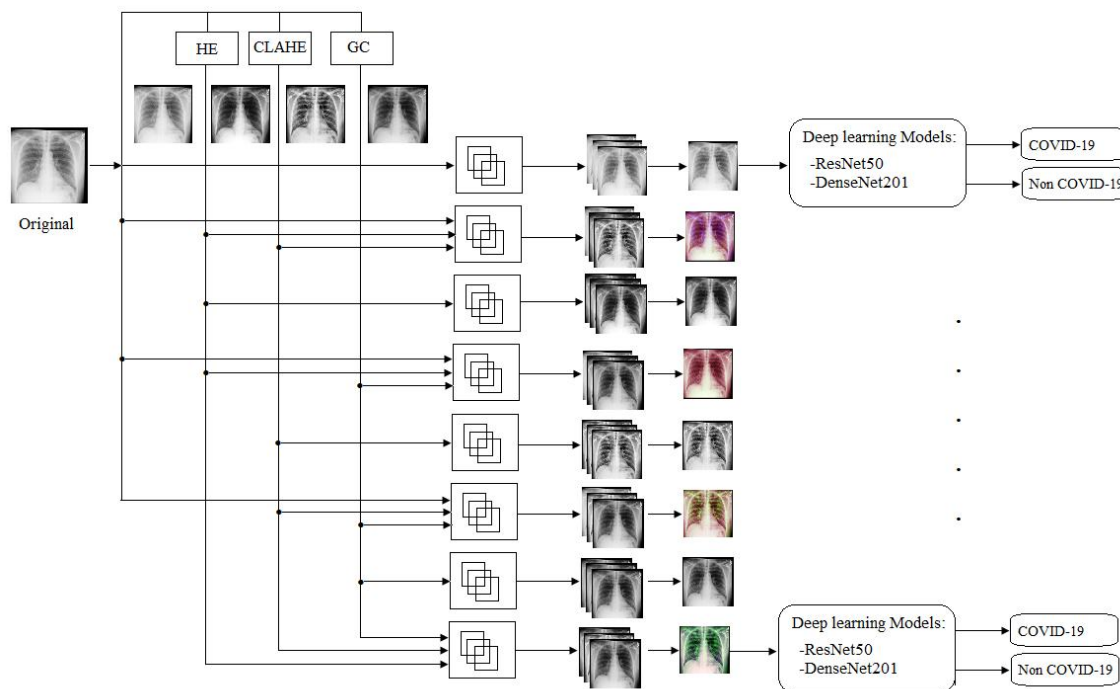 HE
CLAHE
GC
Original
Deep learning Models:
-ResNet50
-DenseNet201
COVID-19
Non COVID-19
Deep learning Models:
-ResNet50
-DenseNet201
COVID-19
Non COVID-19